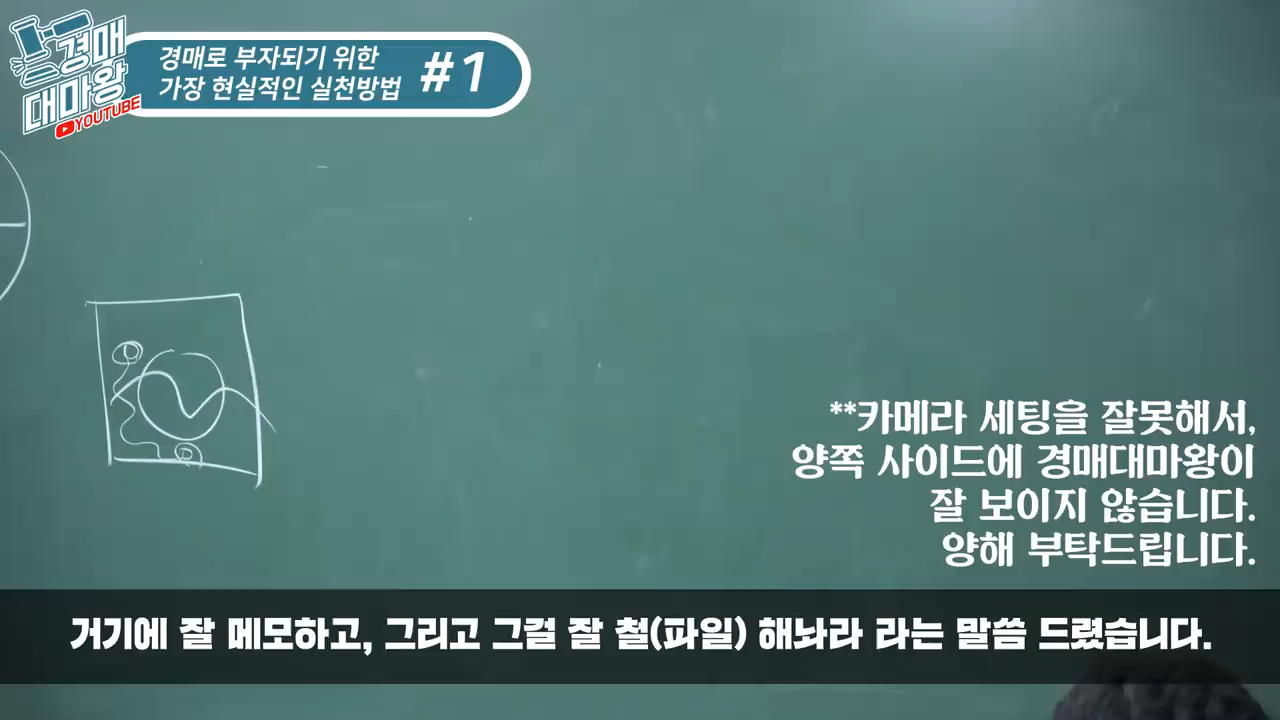 경매
대마왕
YOUTUBE
경매로 부자되기 위한
가장 현실적인 실천방법
#1
**카메라 세팅을 잘못해서,
양쪽 사이드에 경매대마왕이
잘 보이지 않습니다.
양해 부탁드립니다.
거기에 잘 메모하고, 그리고 그걸 잘 철(파일) 해놔라 라는 말씀 드렸습니다.